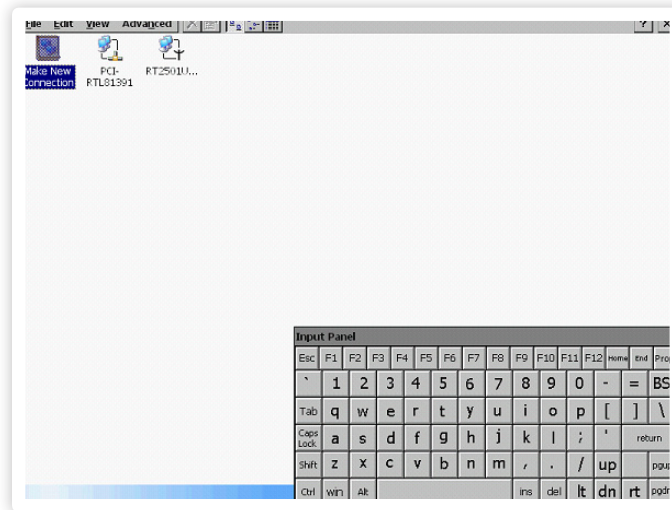 File Edit View Advanced ? X
Make New Connection
PCI-RTL81391
RT2501U...
Input Panel
Esc F1 F2 F3 F4 F5 F6 F7 F8 F9 F10 F11 F12 Home End
` 1 2 3 4 5 6 7 8 9 0 - = BS
Tab q w e r t y u i o p [ ] \
Caps Lock a s d f g h j k l ; ' return
Shift z x c v b n m , . / up
Ctrl win Alt ins del lt dn rt